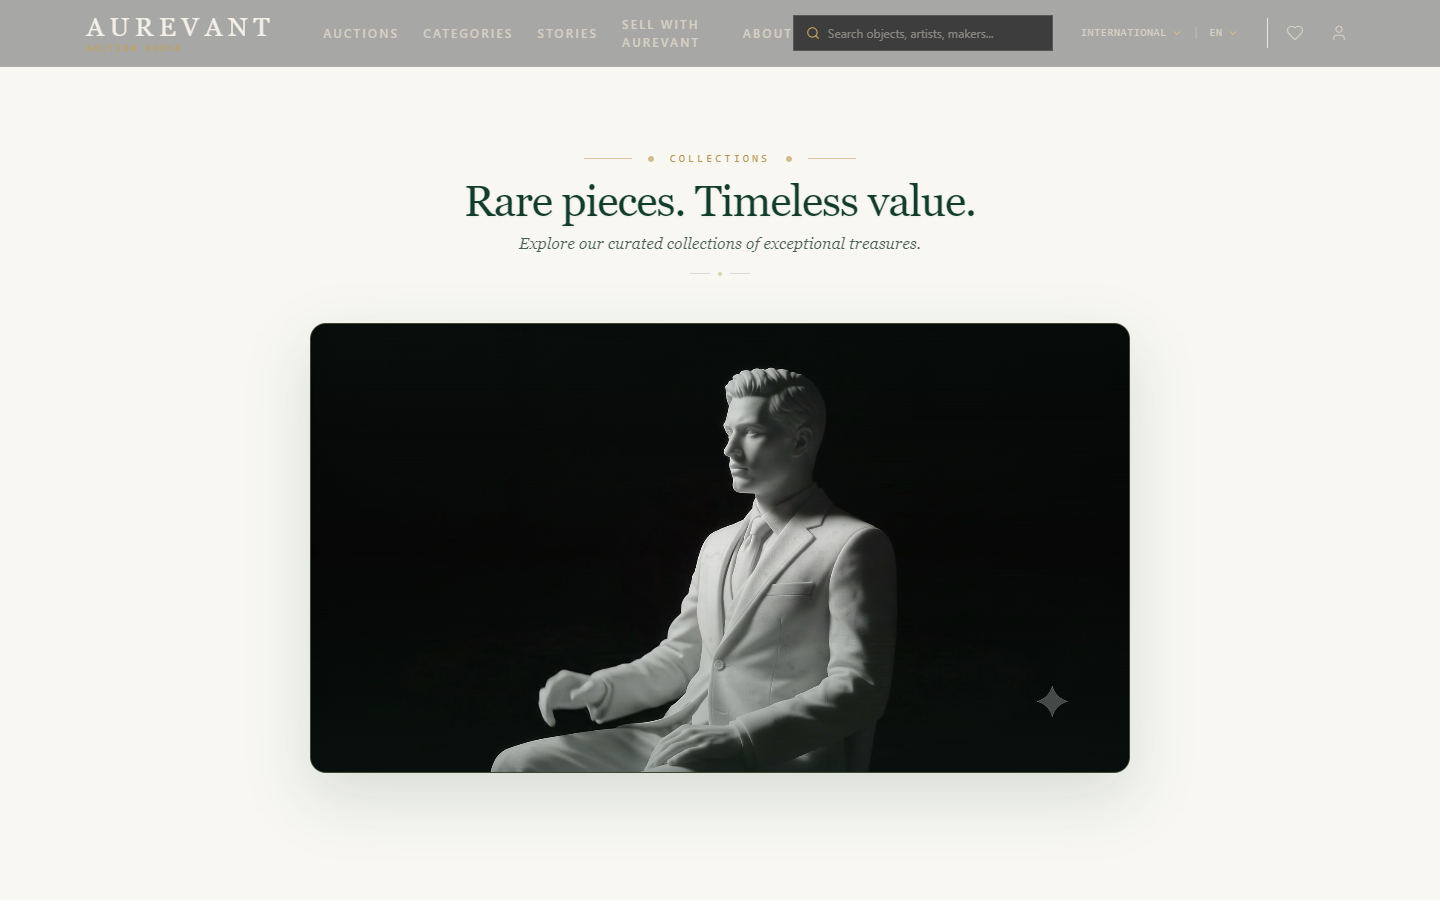 AUREVANT
AUCTIONS
CATEGORIES
STORIES
SELL WITH
AUREVANT
ABOUT
Search objects, artists, makers...
INTERNATIONAL
EN
COLLECTIONS
Rare pieces. Timeless value.
Explore our curated collections of exceptional treasures.